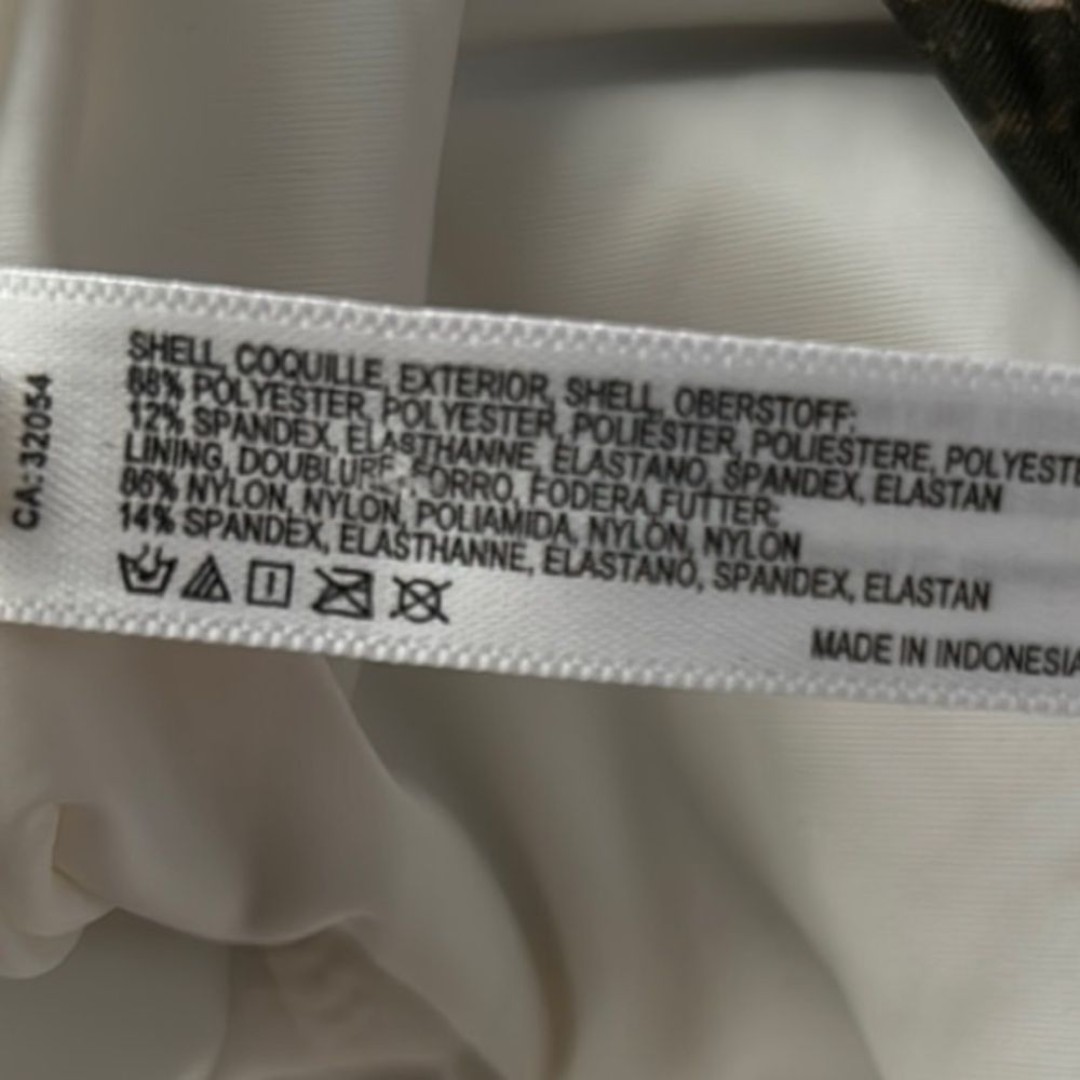 CA:32054
SHELL, COQUILLE, EXTERIOR, SHELL, OBERSTOFF:
88% POLYESTER, POLYESTER, POLIESTER, POLIESTERE, POLYESTE
12% SPANDEX, ELASTHANNE, ELASTANO, SPANDEX, ELASTAN
LINING, DOUBLURE, FORRO, FODERA,FUTTER:
86% NYLON, NYLON, POLIAMIDA, NYLON, NYLON
14% SPANDEX, ELASTHANNE, ELASTANO, SPANDEX, ELASTAN
MADE IN INDONESIA